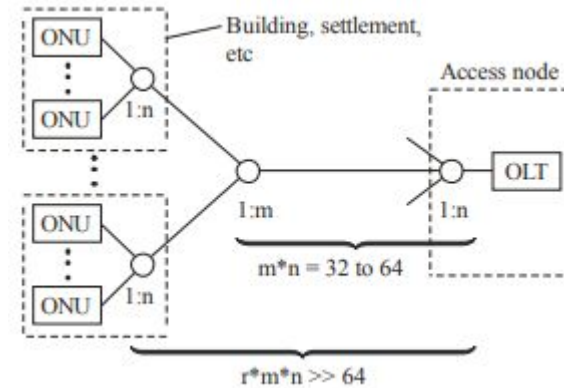 ONU
Building, settlement,
etc
ONU
1:n
Access node
OLT
1:m
1:n
ONU
ONU
1:n
m*n = 32 to 64
r*m*n >> 64